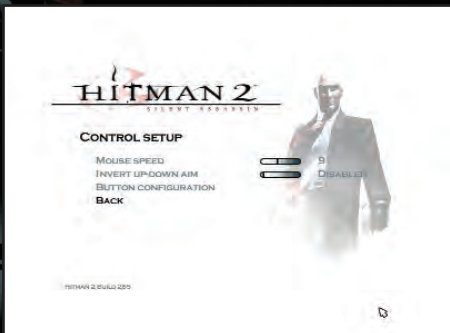 HITMAN 2
SILENT ASSASSIN
CONTROL SETUP
MOUSE SPEED 9
INVERT UP-DOWN AIM DISABLED
BUTTON CONFIGURATION
BACK
HITMAN 2 BUILD 289